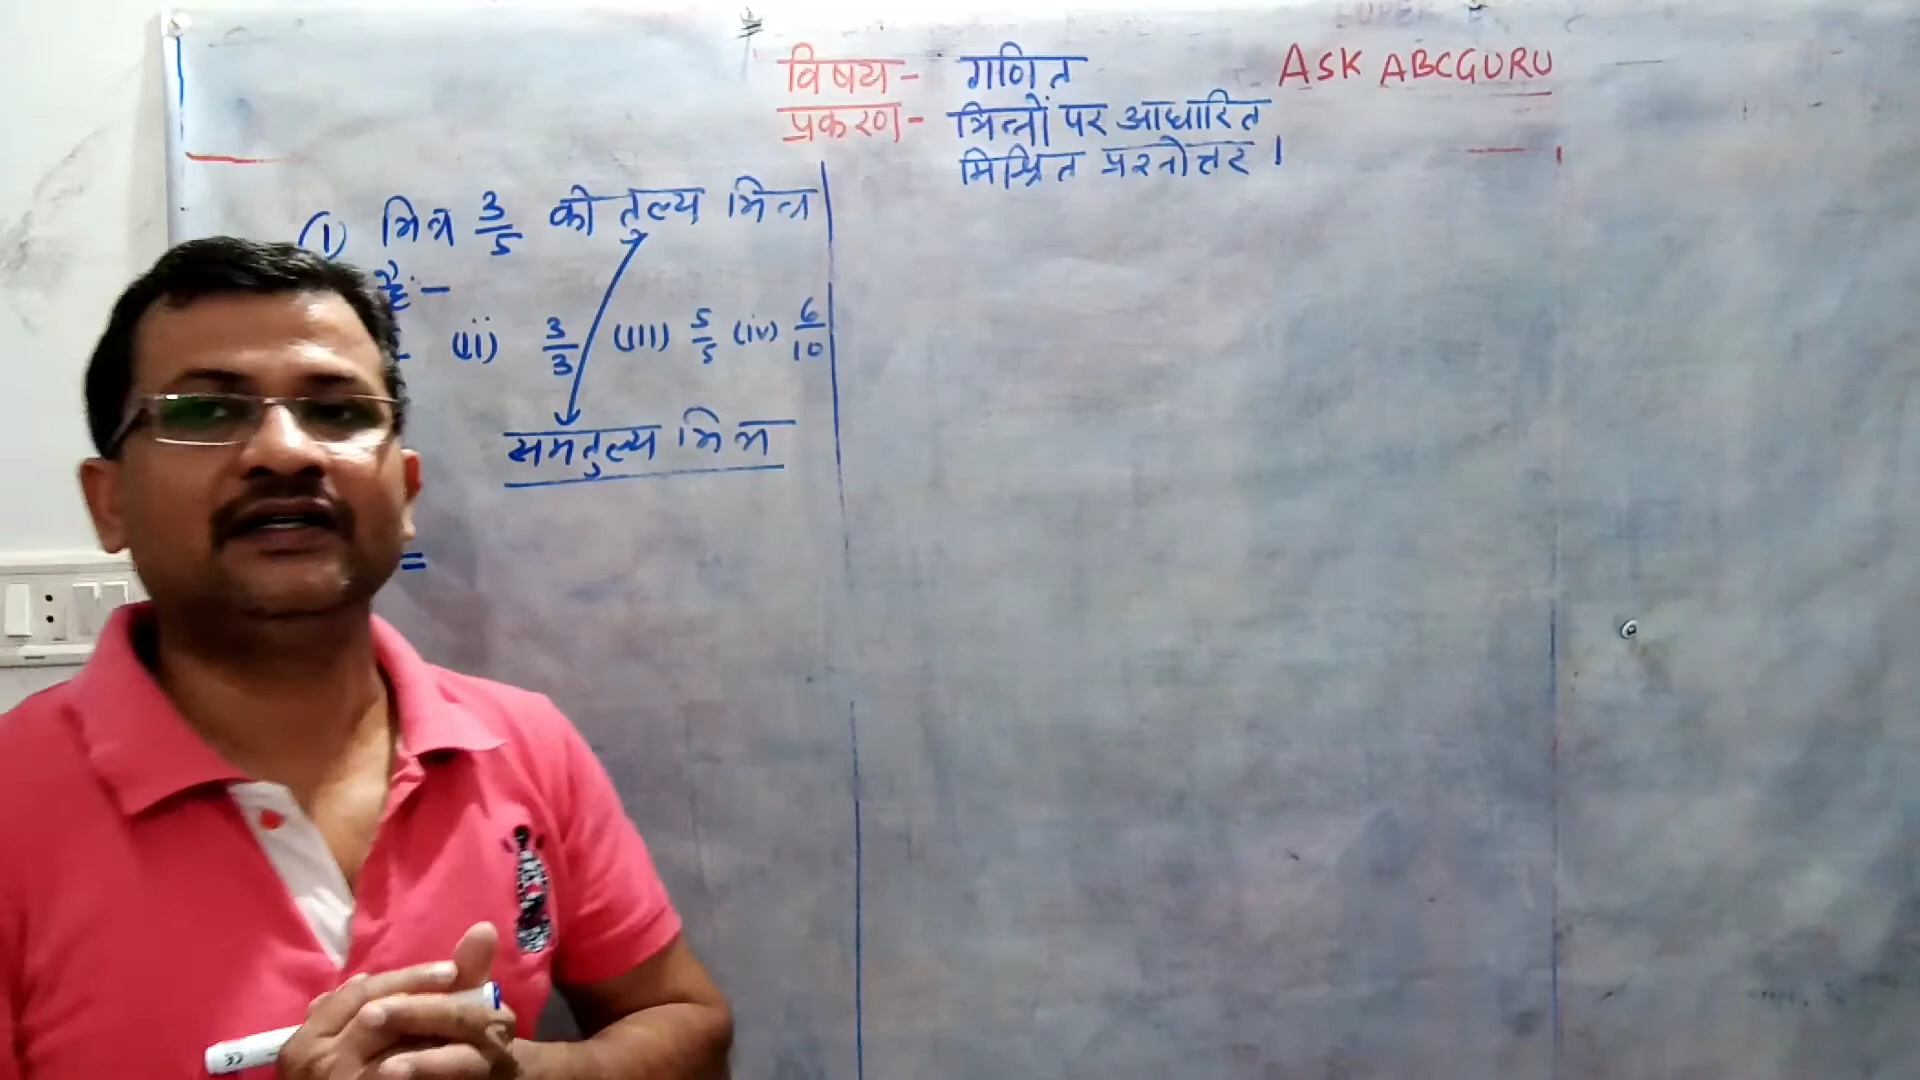 विषय - गणित
ASK ABCGURU
प्रकरण - भिन्नों पर आधारित
मिश्रित प्रश्नोत्तर ।
① भिन्न 3/5 की तुल्य भिन्न
है -
(ii) 3/3 (iii) 5/5 (iv) 6/10
समतुल्य भिन्न
=